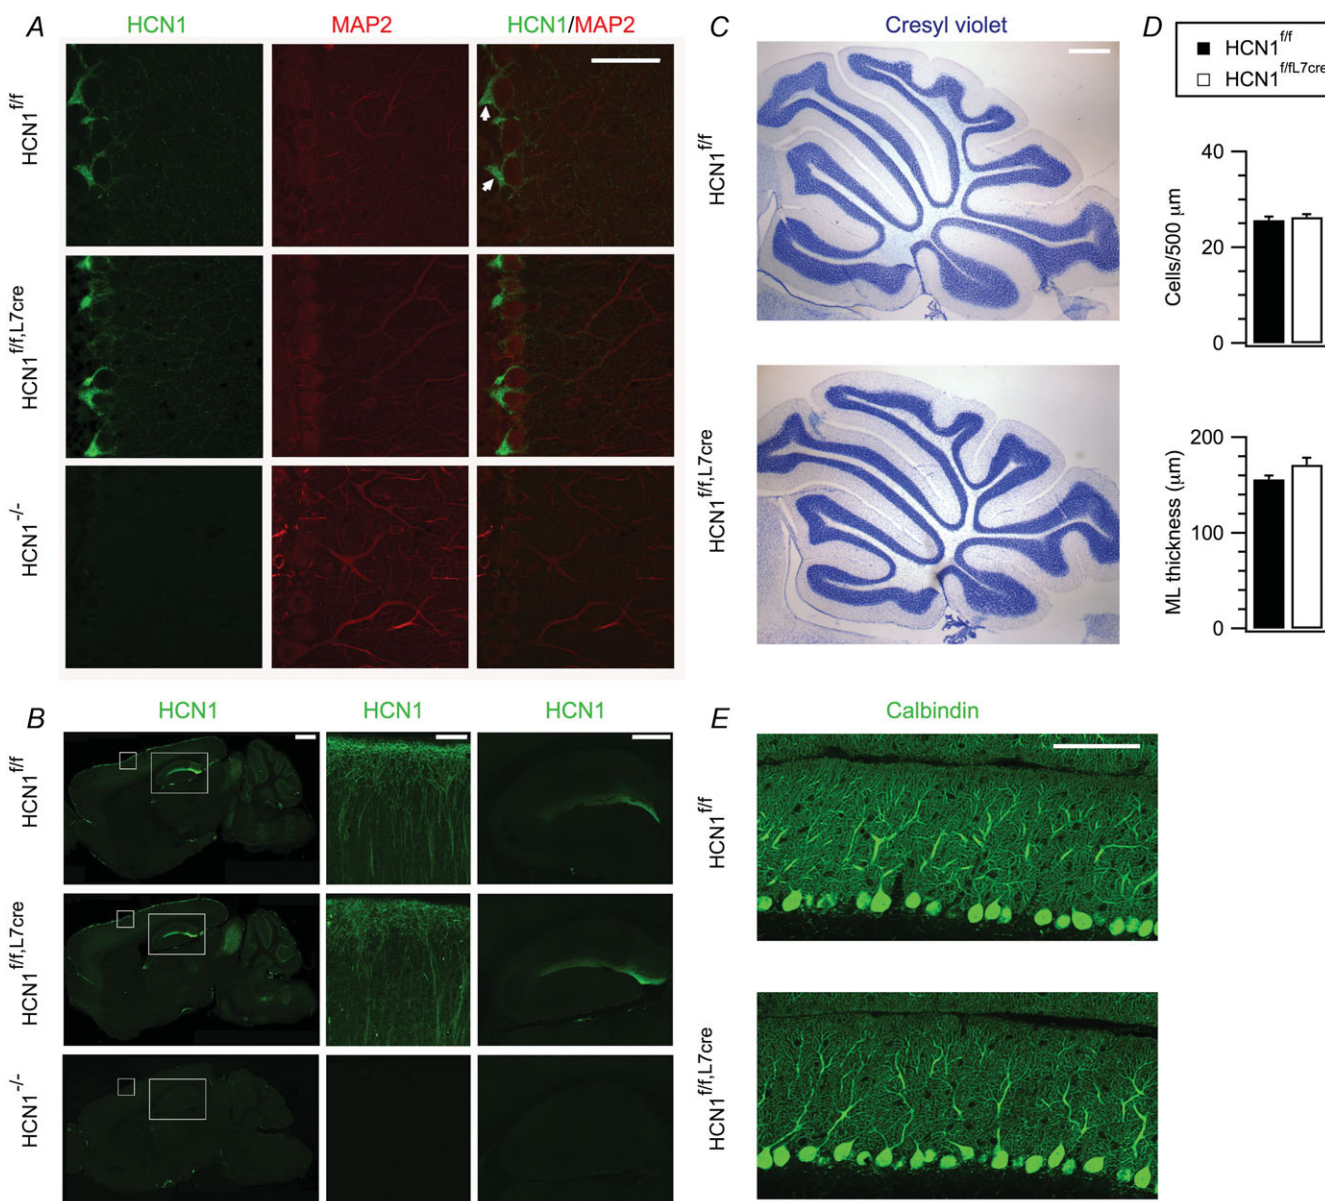 A
HCN1
MAP2
HCN1/MAP2
HCN1f/f
HCN1f/f,L7cre
HCN1-/-
B
HCN1
HCN1
HCN1
HCN1f/f
HCN1f/f,L7cre
HCN1-/-
C
Cresyl violet
HCN1f/f
HCN1f/f,L7cre
D
HCN1f/f
HCN1f/fL7cre
40
20
0
Cells/500 µm
200
100
0
ML thickness (µm)
E
Calbindin
HCN1f/f
HCN1f/f,L7cre